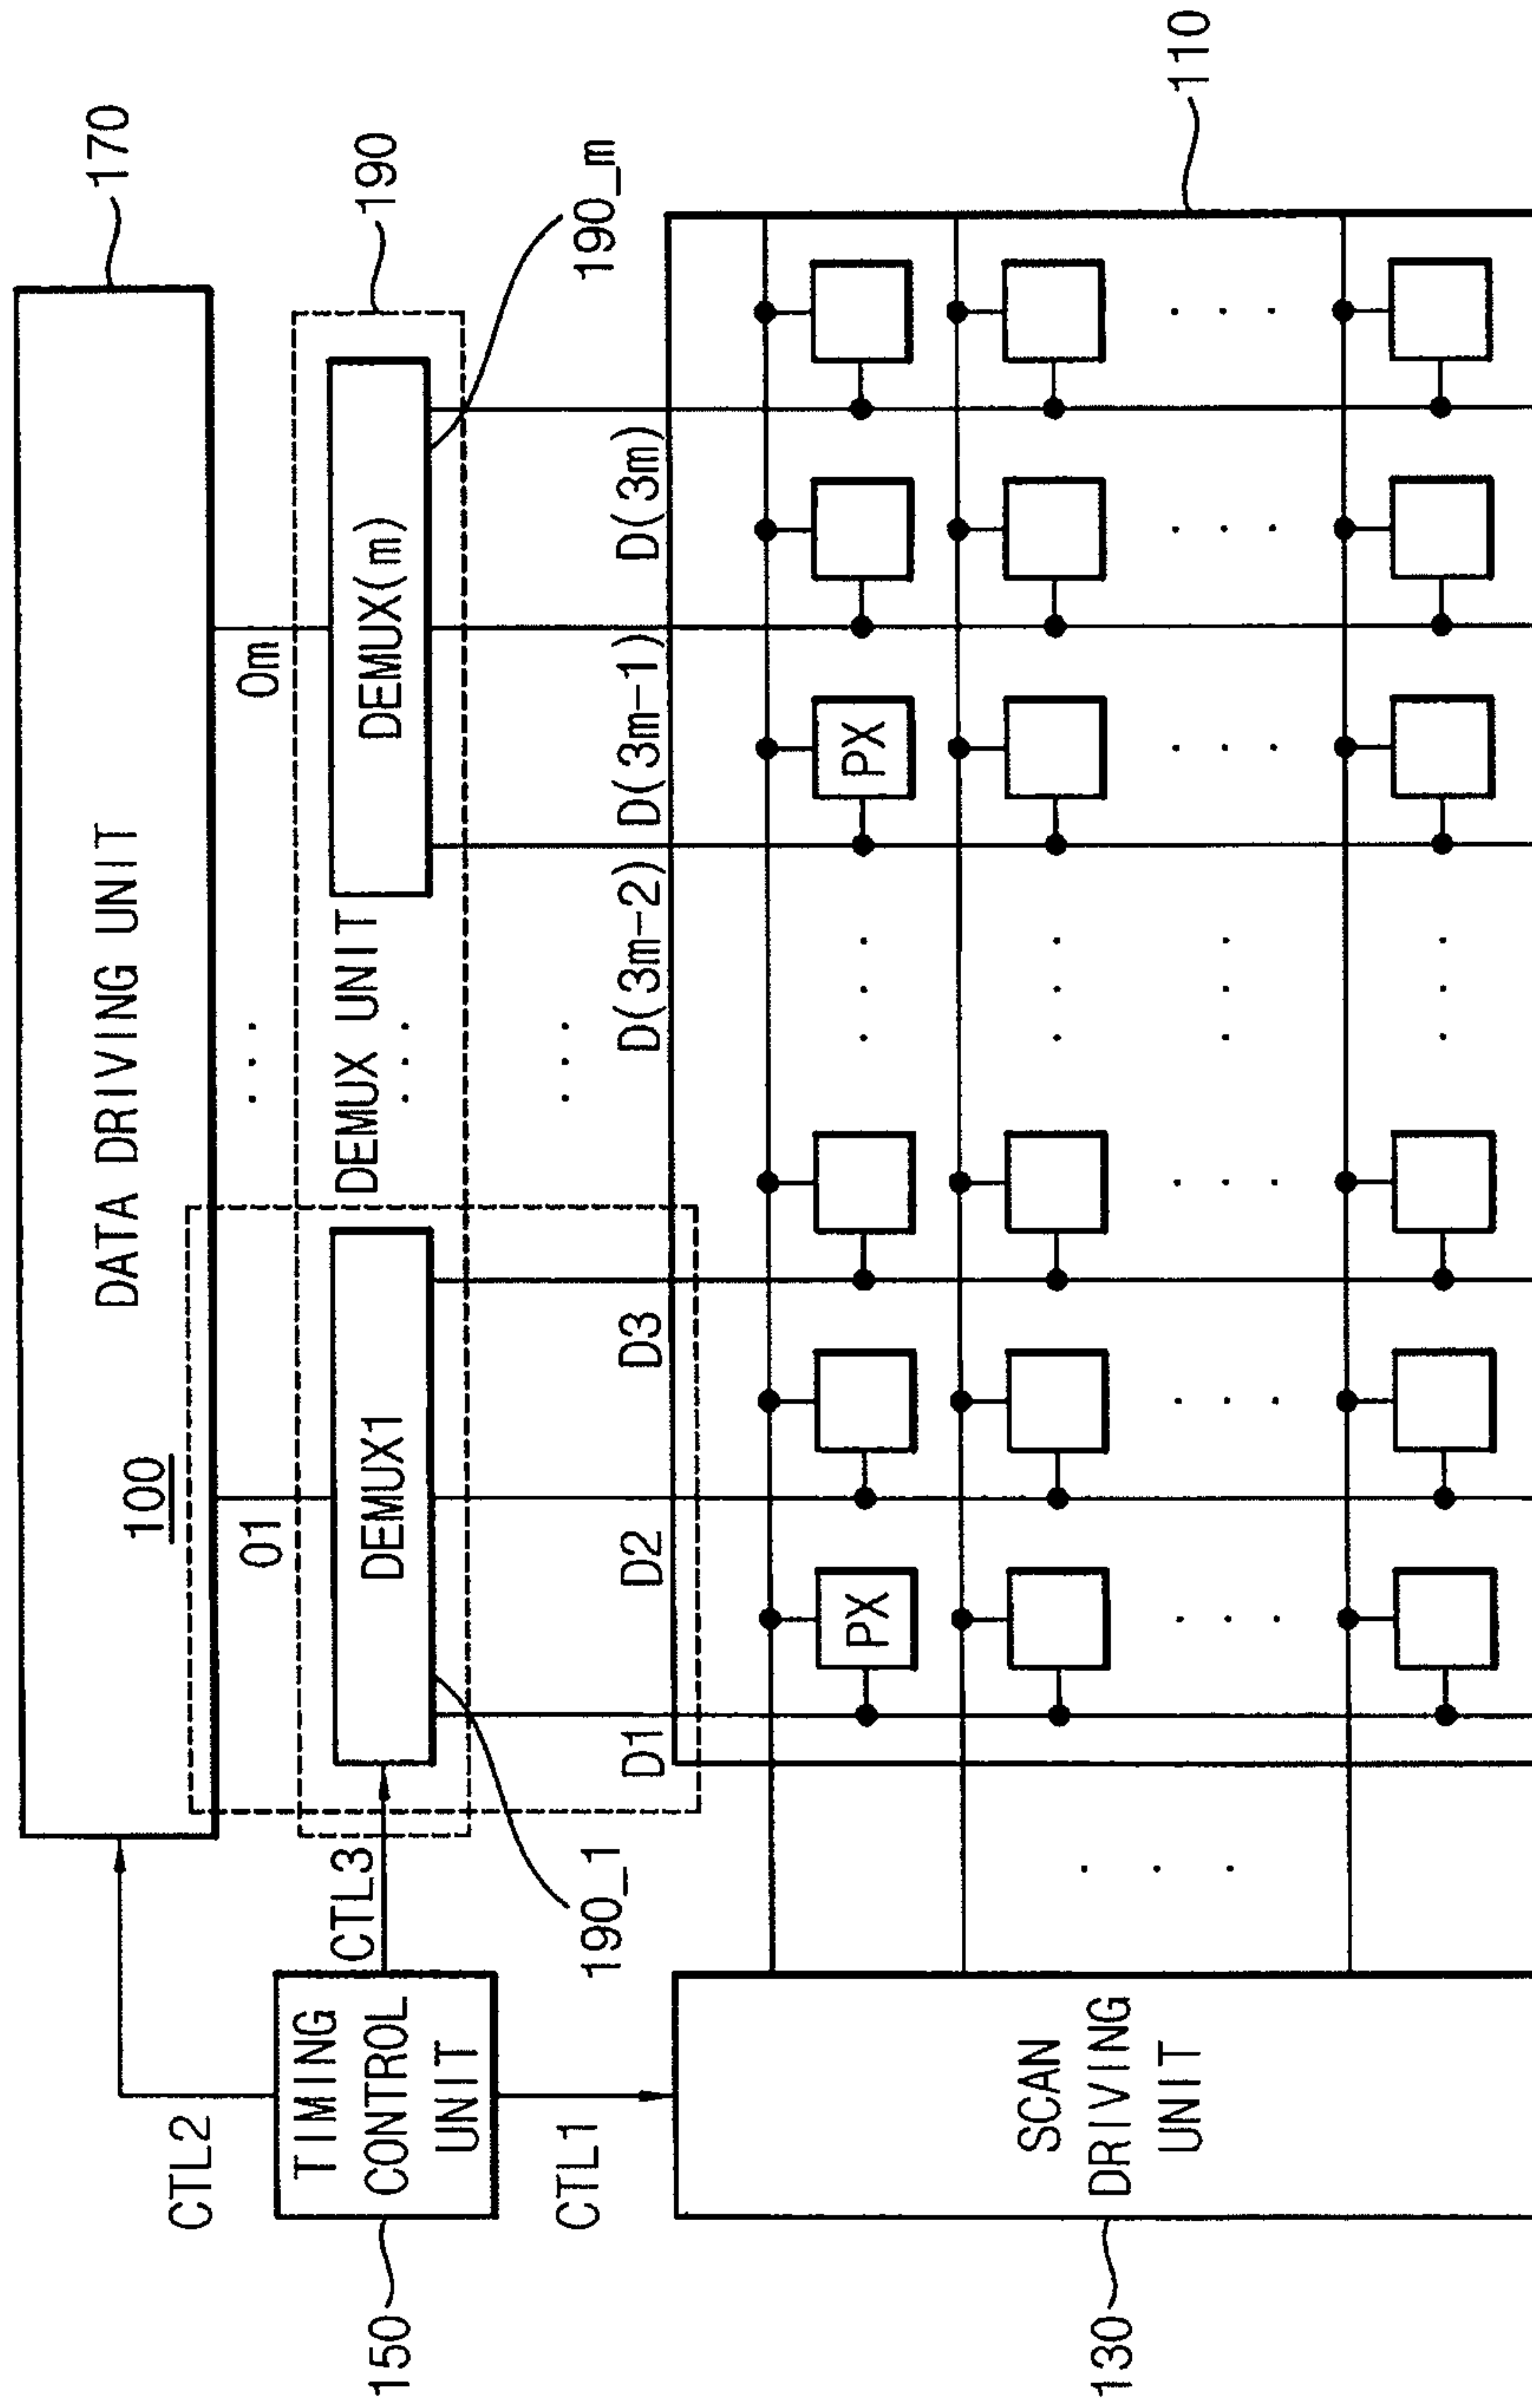 170
DATA DRIVING UNIT
100
CTL2
O1
Om
190
TIMING
CONTROL
UNIT
150
CTL3
DEMUX1
DEMUX UNIT
DEMUX(m)
190_1
190_m
CTL1
D1
D2
D3
D(3m-2)
D(3m-1)
D(3m)
PX
PX
SCAN
DRIVING
UNIT
130
110